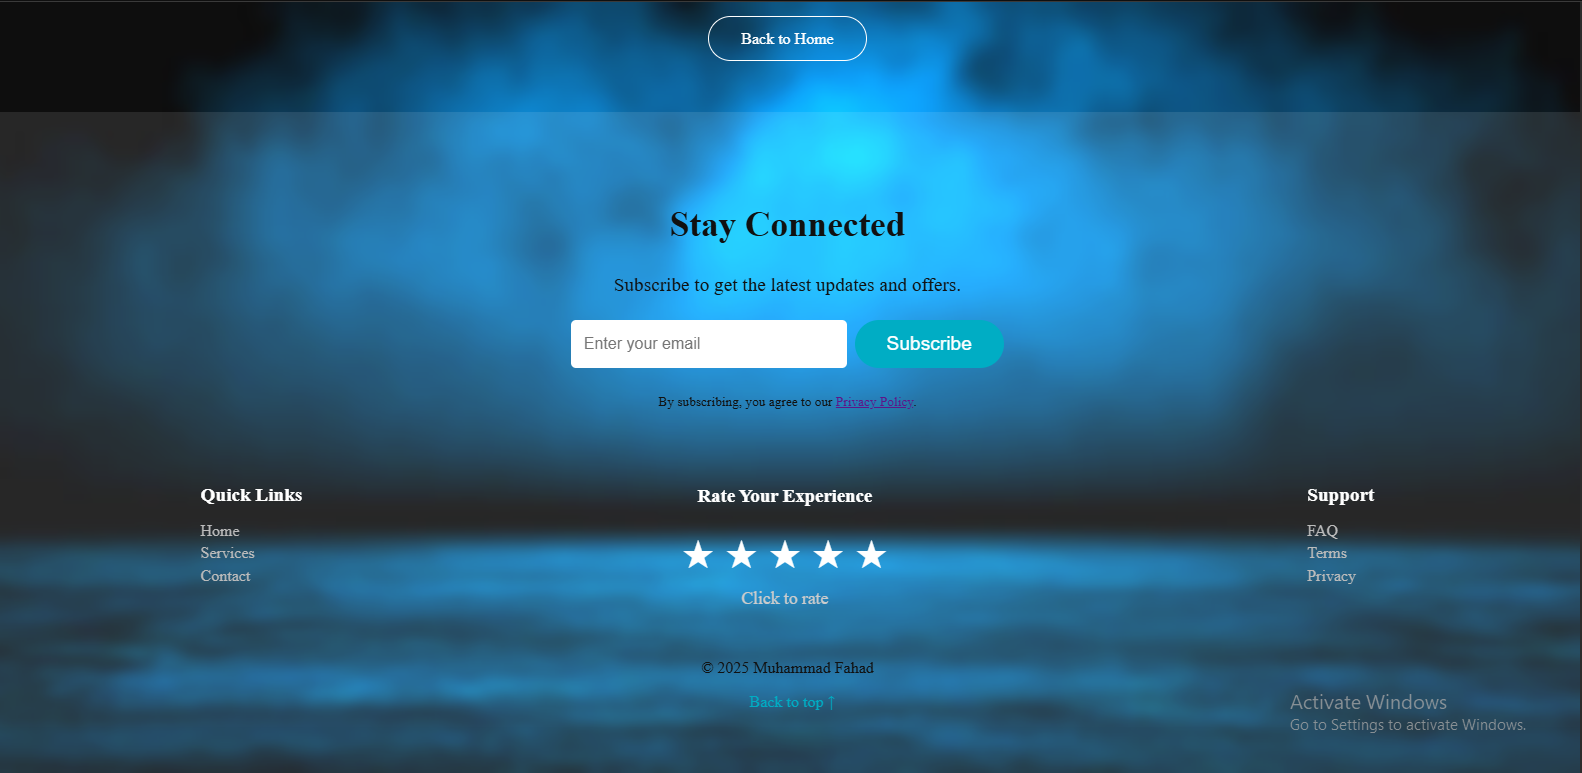 Back to Home
Stay Connected
Subscribe to get the latest updates and offers.
Enter your email
Subscribe
By subscribing, you agree to our Privacy Policy.
Quick Links
Home
Services
Contact
Rate Your Experience
★ ★ ★ ★ ★
Click to rate
Support
FAQ
Terms
Privacy
© 2025 Muhammad Fahad
Back to top ↑
Activate Windows
Go to Settings to activate Windows.